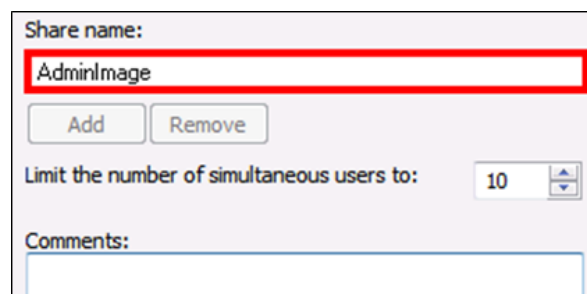 Share name:
AdminImage
Add Remove
Limit the number of simultaneous users to: 10
Comments: